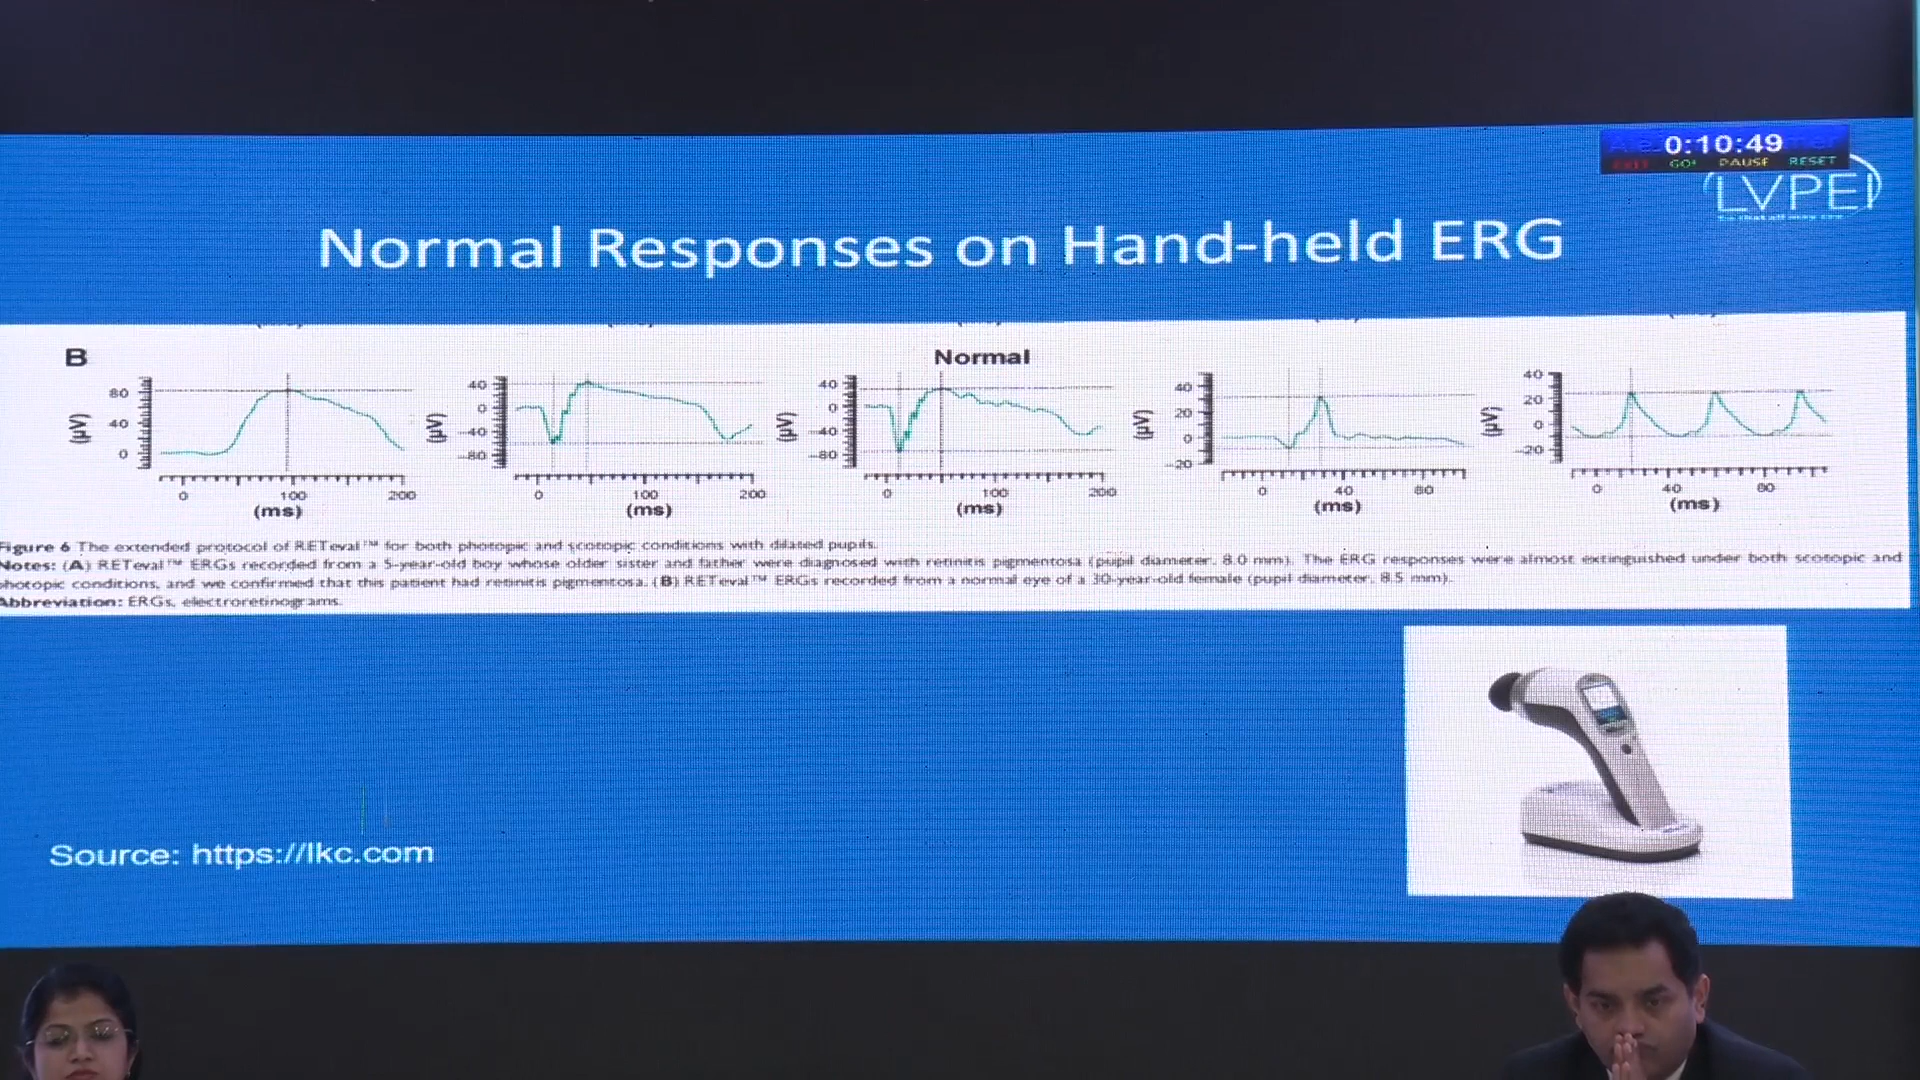 0:10:49
EXIT GO! PAUSE RESET
LVPEI
Normal Responses on Hand-held ERG
B
Normal
80
40
0
(µV)
0 100 200
(ms)
40
0
-40
-80
(µV)
0 100 200
(ms)
40
0
-40
-80
(µV)
0 100 200
(ms)
40
20
0
-20
(µV)
0 40 80
(ms)
40
20
0
-20
(µV)
0 40 80
(ms)
Figure 6 The extended protocol of RETeval™ for both photopic and scotopic conditions with dilated pupils.
Notes: (A) RETeval™ ERGs recorded from a 5-year-old boy whose older sister and father were diagnosed with retinitis pigmentosa (pupil diameter, 8.0 mm). The ERG responses were almost extinguished under both scotopic and
photopic conditions, and we confirmed that this patient had retinitis pigmentosa. (B) RETeval™ ERGs recorded from a normal eye of a 30-year-old female (pupil diameter, 8.5 mm).
Abbreviation: ERGs, electroretinograms.
Source: https://lkc.com